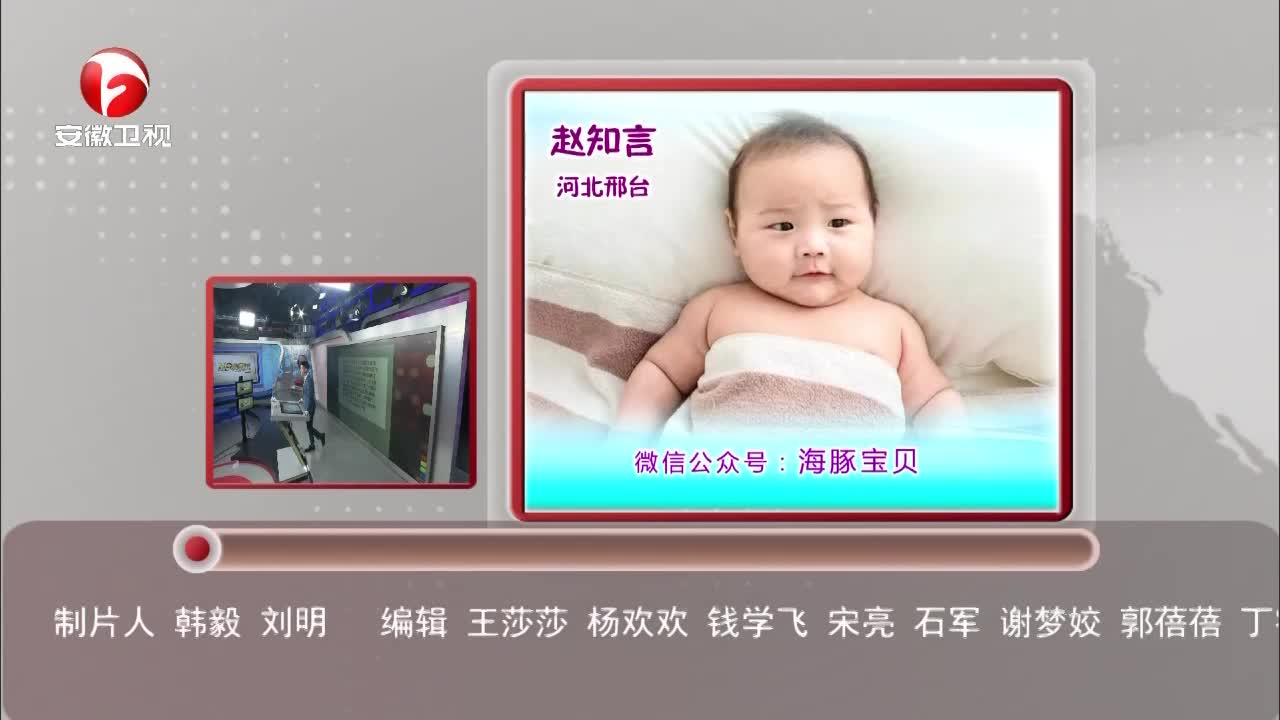 安徽卫视
赵知言
河北邢台
微信公众号：海豚宝贝
制片人 韩毅 刘明 编辑 王莎莎 杨欢欢 钱学飞 宋亮 石军 谢梦姣 郭蓓蓓 丁